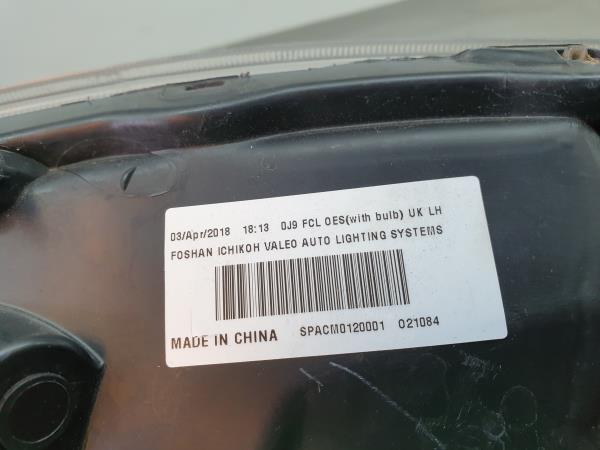 03/Apr/2018 18:13 0J9 FCL OES(with bulb) UK LH
FOSHAN ICHIKOH VALEO AUTO LIGHTING SYSTEMS
MADE IN CHINA SPACM0120001 021084